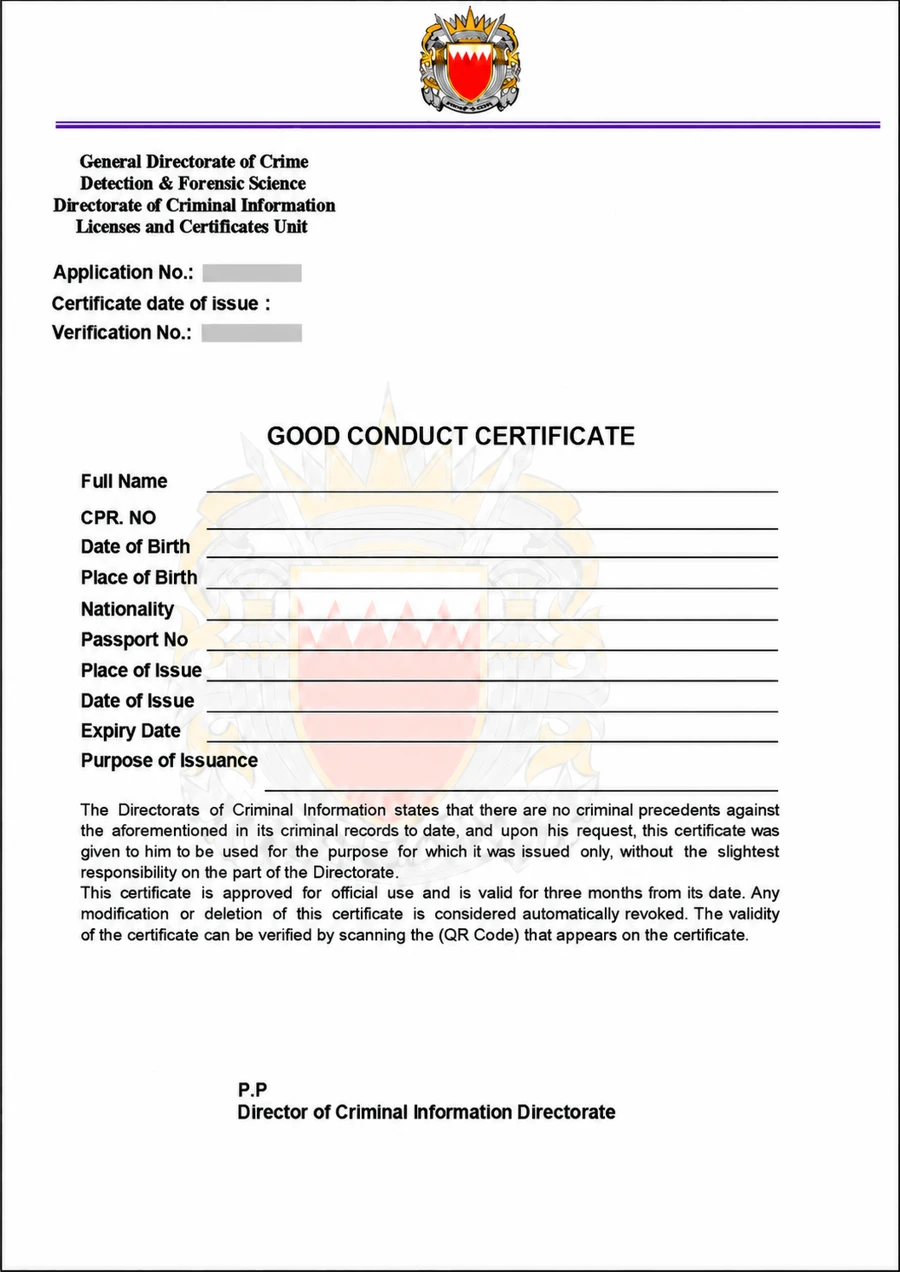 General Directorate of Crime
Detection & Forensic Science
Directorate of Criminal Information
Licenses and Certificates Unit
Application No.:
Certificate date of issue :
Verification No.:
GOOD CONDUCT CERTIFICATE
Full Name
CPR. NO
Date of Birth
Place of Birth
Nationality
Passport No
Place of Issue
Date of Issue
Expiry Date
Purpose of Issuance
The Directorats of Criminal Information states that there are no criminal precedents against
the aforementioned in its criminal records to date, and upon his request, this certificate was
given to him to be used for the purpose for which it was issued only, without the slightest
responsibility on the part of the Directorate.
This certificate is approved for official use and is valid for three months from its date. Any
modification or deletion of this certificate is considered automatically revoked. The validity
of the certificate can be verified by scanning the (QR Code) that appears on the certificate.
P.P
Director of Criminal Information Directorate